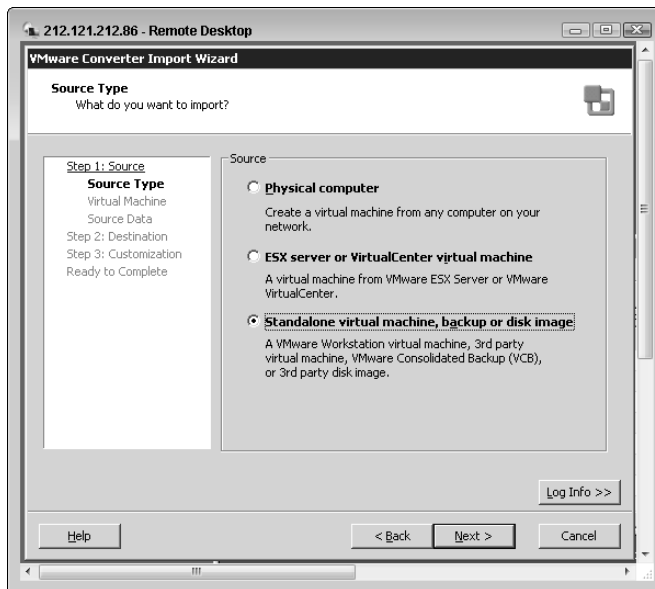 212.121.212.86 - Remote Desktop
VMware Converter Import Wizard
Source Type
What do you want to import?
Step 1: Source
Source Type
Virtual Machine
Source Data
Step 2: Destination
Step 3: Customization
Ready to Complete
Source
Physical computer
Create a virtual machine from any computer on your
network.
ESX server or VirtualCenter virtual machine
A virtual machine from VMware ESX Server or VMware
VirtualCenter.
Standalone virtual machine, backup or disk image
A VMware Workstation virtual machine, 3rd party
virtual machine, VMware Consolidated Backup (VCB),
or 3rd party disk image.
Log Info >>
Help
< Back
Next >
Cancel